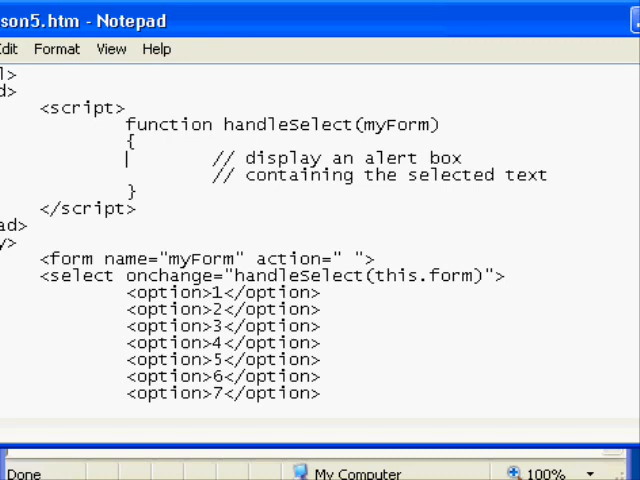 son5.htm - Notepad
Edit Format View Help
l>
d>
<script>
function handleSelect(myForm)
{
// display an alert box
// containing the selected text
}
</script>
ad>
y>
<form name="myForm" action=" ">
<select onchange="handleSelect(this.form)">
<option>1</option>
<option>2</option>
<option>3</option>
<option>4</option>
<option>5</option>
<option>6</option>
<option>7</option>
Done My Computer 100%